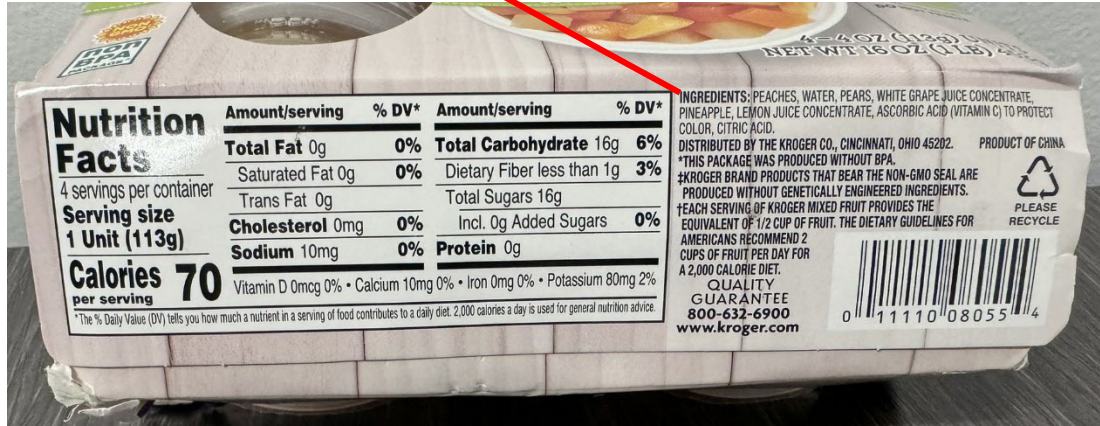 non
BPA
4-4 OZ (113g)
NET WT 16 OZ (1 LB)
Nutrition
Facts
4 servings per container
Serving size
1 Unit (113g)
Calories 70
per serving
Amount/serving % DV*
Total Fat 0g 0%
Saturated Fat 0g 0%
Trans Fat 0g
Cholesterol 0mg 0%
Sodium 10mg 0%
Amount/serving % DV*
Total Carbohydrate 16g 6%
Dietary Fiber less than 1g 3%
Total Sugars 16g
Incl. 0g Added Sugars 0%
Protein 0g
Vitamin D 0mcg 0% • Calcium 10mg 0% • Iron 0mg 0% • Potassium 80mg 2%
*The % Daily Value (DV) tells you how much a nutrient in a serving of food contributes to a daily diet. 2,000 calories a day is used for general nutrition advice.
INGREDIENTS: PEACHES, WATER, PEARS, WHITE GRAPE JUICE CONCENTRATE,
PINEAPPLE, LEMON JUICE CONCENTRATE, ASCORBIC ACID (VITAMIN C) TO PROTECT
COLOR, CITRIC ACID.
DISTRIBUTED BY THE KROGER CO., CINCINNATI, OHIO 45202.
*THIS PACKAGE WAS PRODUCED WITHOUT BPA.
‡KROGER BRAND PRODUCTS THAT BEAR THE NON-GMO SEAL ARE
PRODUCED WITHOUT GENETICALLY ENGINEERED INGREDIENTS.
†EACH SERVING OF KROGER MIXED FRUIT PROVIDES THE
EQUIVALENT OF 1/2 CUP OF FRUIT. THE DIETARY GUIDELINES FOR
AMERICANS RECOMMEND 2
CUPS OF FRUIT PER DAY FOR
A 2,000 CALORIE DIET.
QUALITY
GUARANTEE
800-632-6900
www.kroger.com
PRODUCT OF CHINA
PLEASE
RECYCLE
0 11110 08055 4